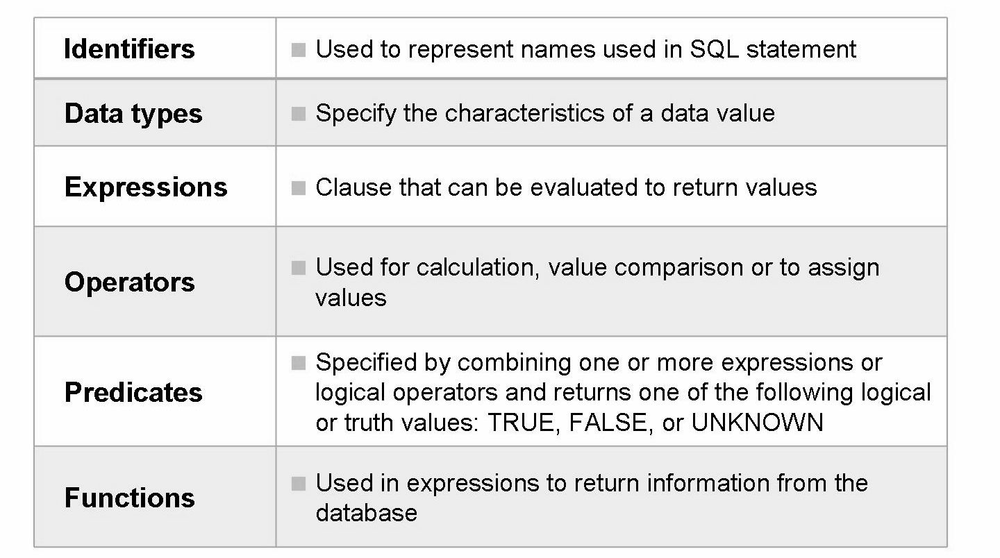 Identifiers
Used to represent names used in SQL statement
Data types
Specify the characteristics of a data value
Expressions
Clause that can be evaluated to return values
Operators
Used for calculation, value comparison or to assign
values
Predicates
Specified by combining one or more expressions or
logical operators and returns one of the following logical
or truth values: TRUE, FALSE, or UNKNOWN
Functions
Used in expressions to return information from the
database